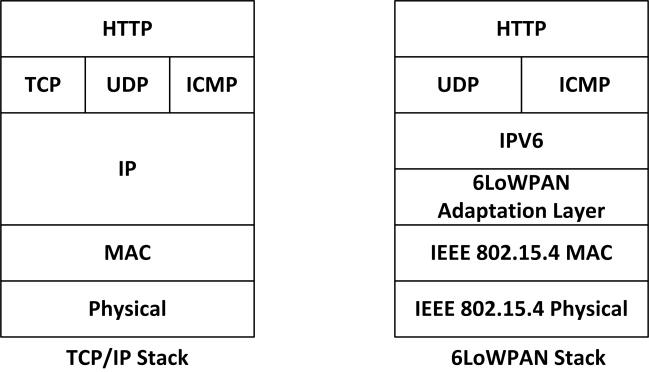 HTTP
TCP UDP ICMP
IP
MAC
Physical
TCP/IP Stack
HTTP
UDP ICMP
IPV6
6LoWPAN
Adaptation Layer
IEEE 802.15.4 MAC
IEEE 802.15.4 Physical
6LoWPAN Stack